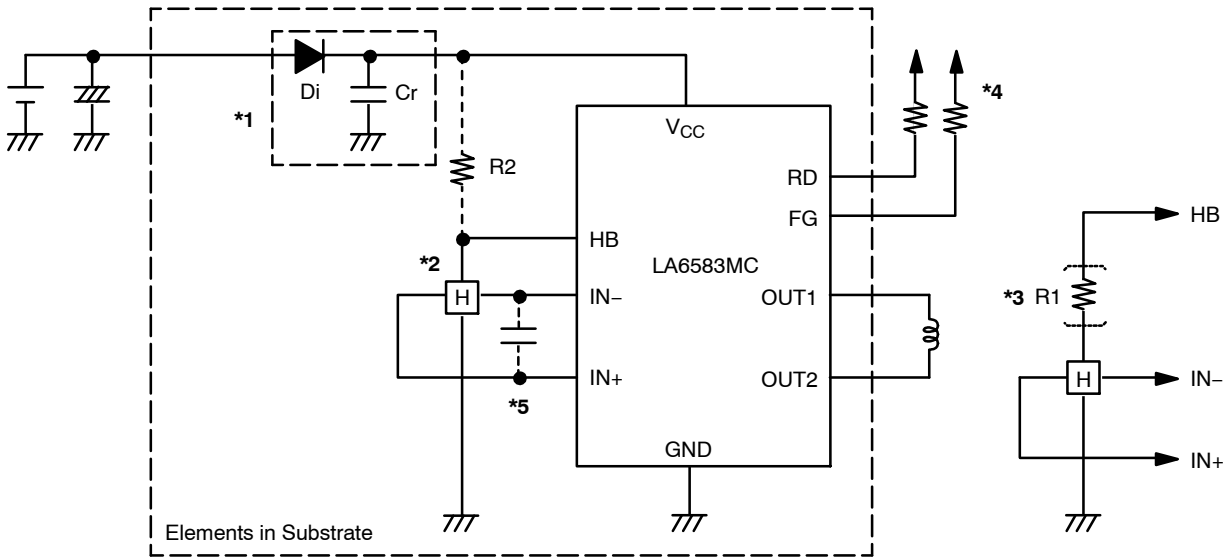 *4
Di
Cr
*1
VCC
R2
RD
FG
HB
HB
*2
LA6583MC
*3 R1
H
IN−
OUT1
IN+
OUT2
H
IN−
*5
GND
IN+
Elements in Substrate